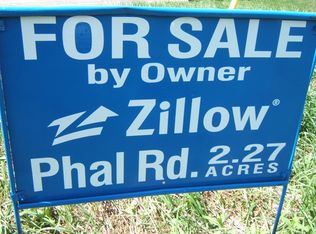 FOR SALE
by Owner
Zillow®
Phal Rd. 2.27
ACRES